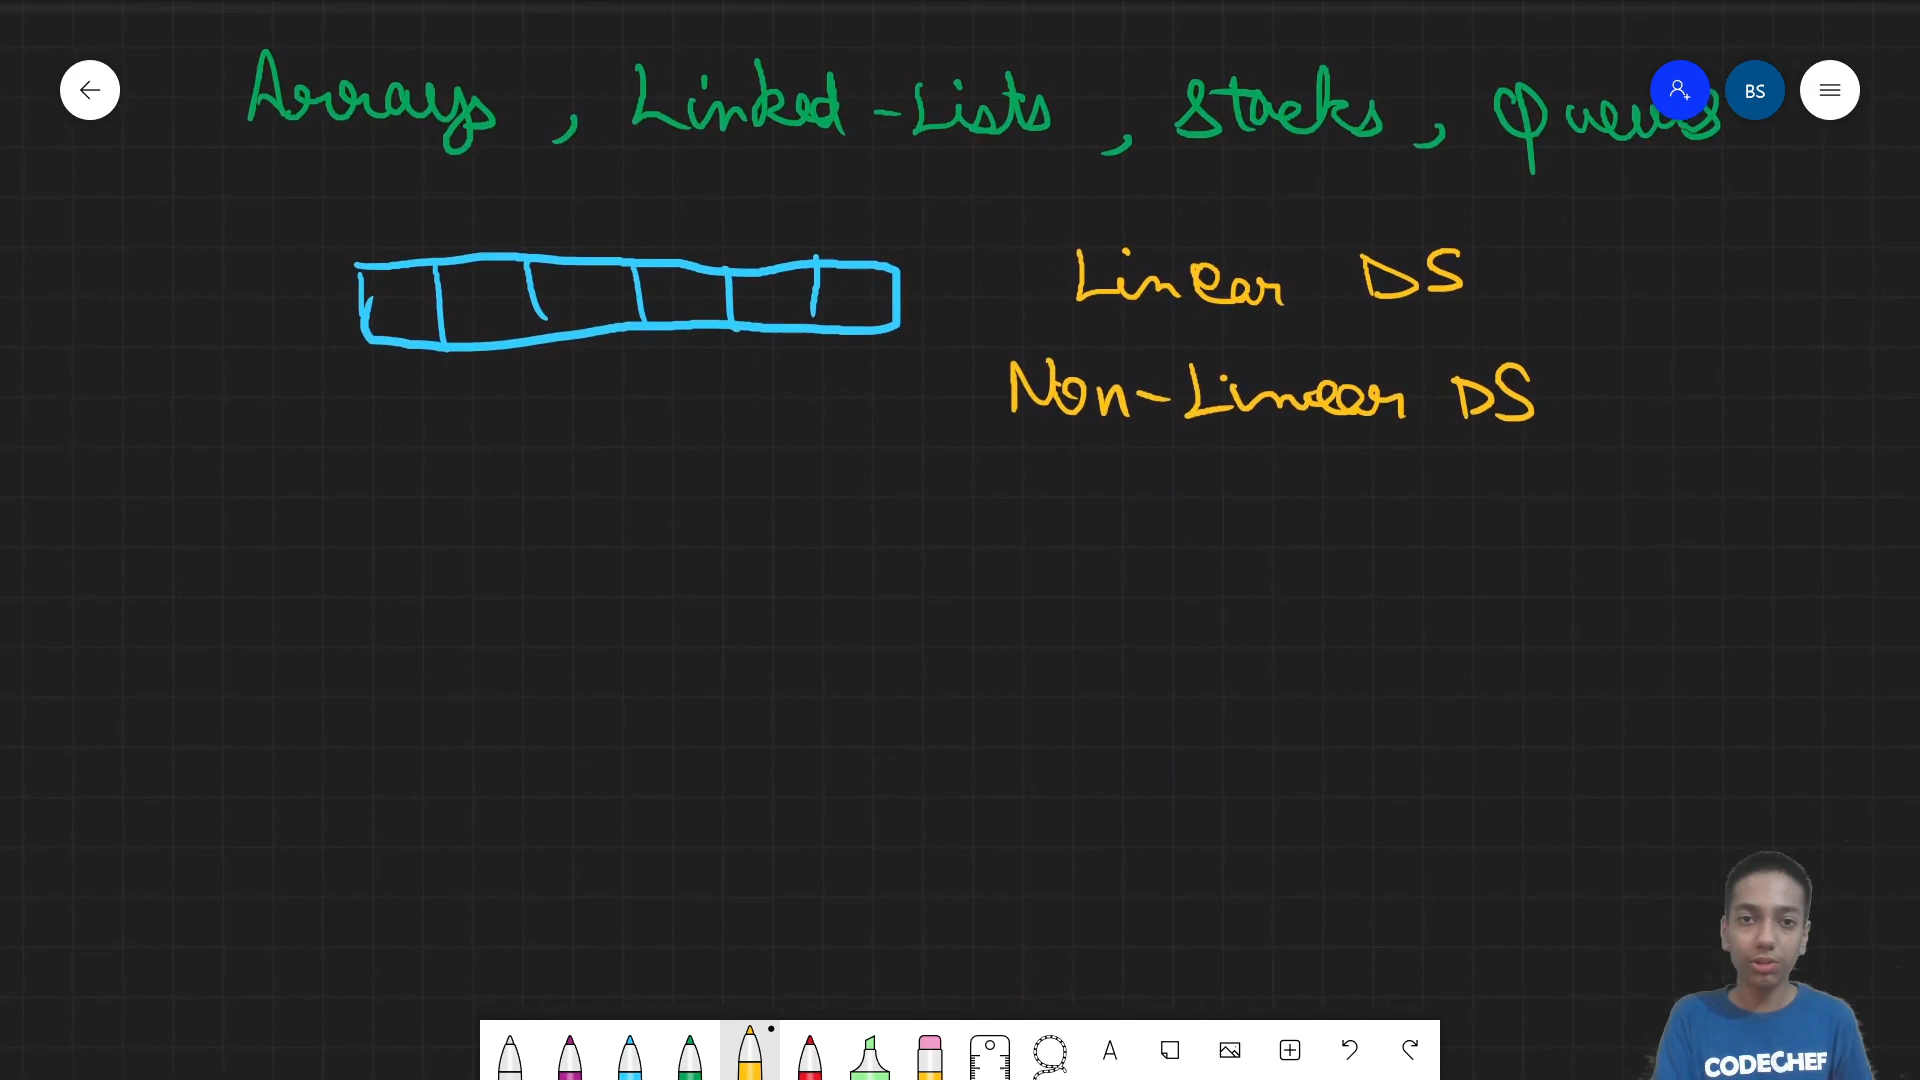 Arrays, Linked-Lists, Stacks, Queues
BS
Linear DS
Non-Linear DS
A
CODECHEF